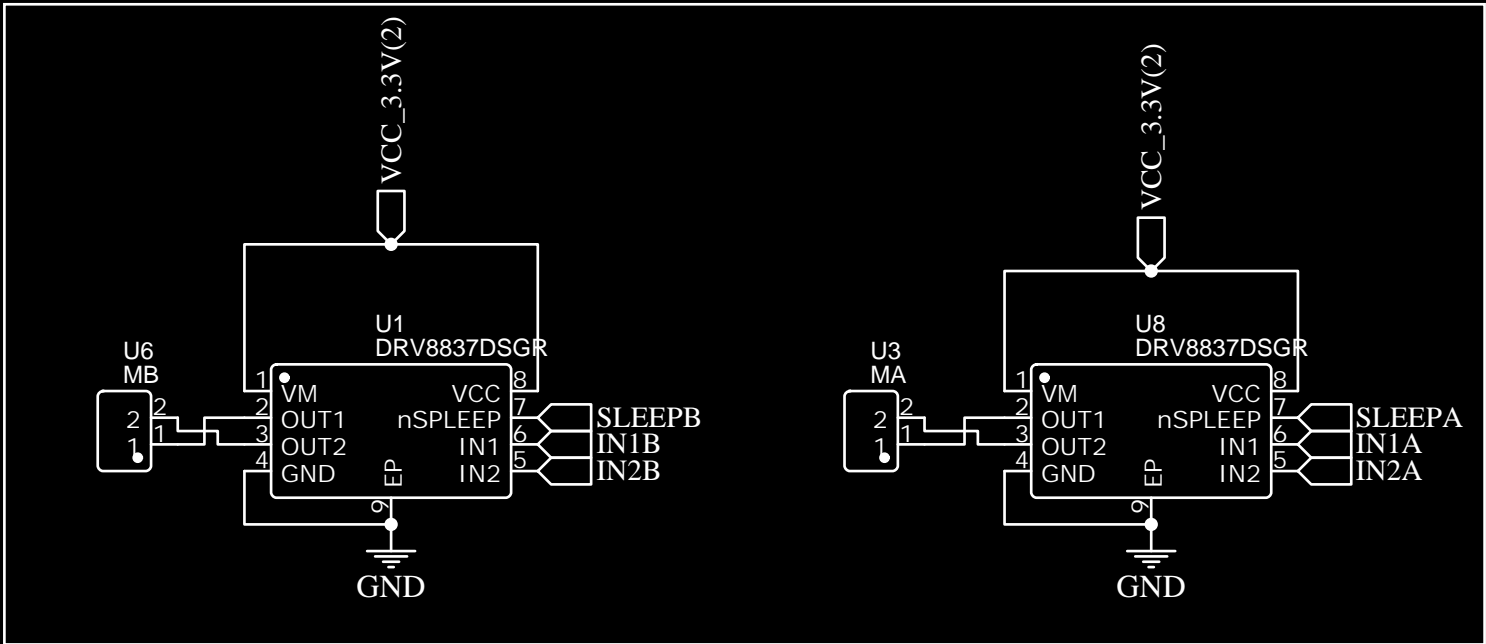 VCC_3.3V(2)
U1
DRV8837DSGR
U6
MB
2
1
2
1
1
2
3
4
VM
OUT1
OUT2
GND
EP
9
VCC
nSPLEEP
IN1
IN2
8
7
6
5
SLEEPB
IN1B
IN2B
GND
VCC_3.3V(2)
U8
DRV8837DSGR
U3
MA
2
1
2
1
1
2
3
4
VM
OUT1
OUT2
GND
EP
9
VCC
nSPLEEP
IN1
IN2
8
7
6
5
SLEEPA
IN1A
IN2A
GND